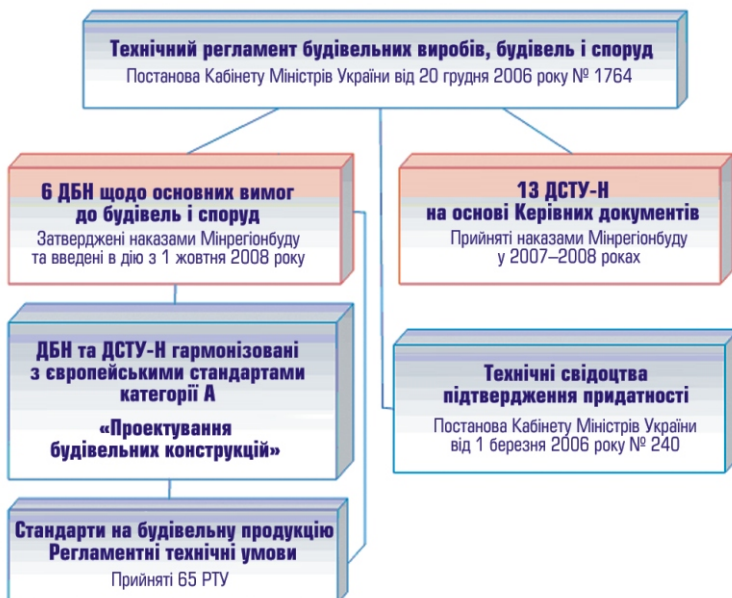 Технічний регламент будівельних виробів, будівель і споруд
Постанова Кабінету Міністрів України від 20 грудня 2006 року № 1764
6 ДБН щодо основних вимог
до будівель і споруд
Затверджені наказами Мінрегіонбуду
та введені в дію з 1 жовтня 2008 року
13 ДСТУ-Н
на основі Керівних документів
Прийняті наказами Мінрегіонбуду
у 2007–2008 роках
ДБН та ДСТУ-Н гармонізовані
з європейськими стандартами
категорії А
«Проектування
будівельних конструкцій»
Технічні свідоцтва
підтвердження придатності
Постанова Кабінету Міністрів України
від 1 березня 2006 року № 240
Стандарти на будівельну продукцію
Регламентні технічні умови
Прийняті 65 РТУ